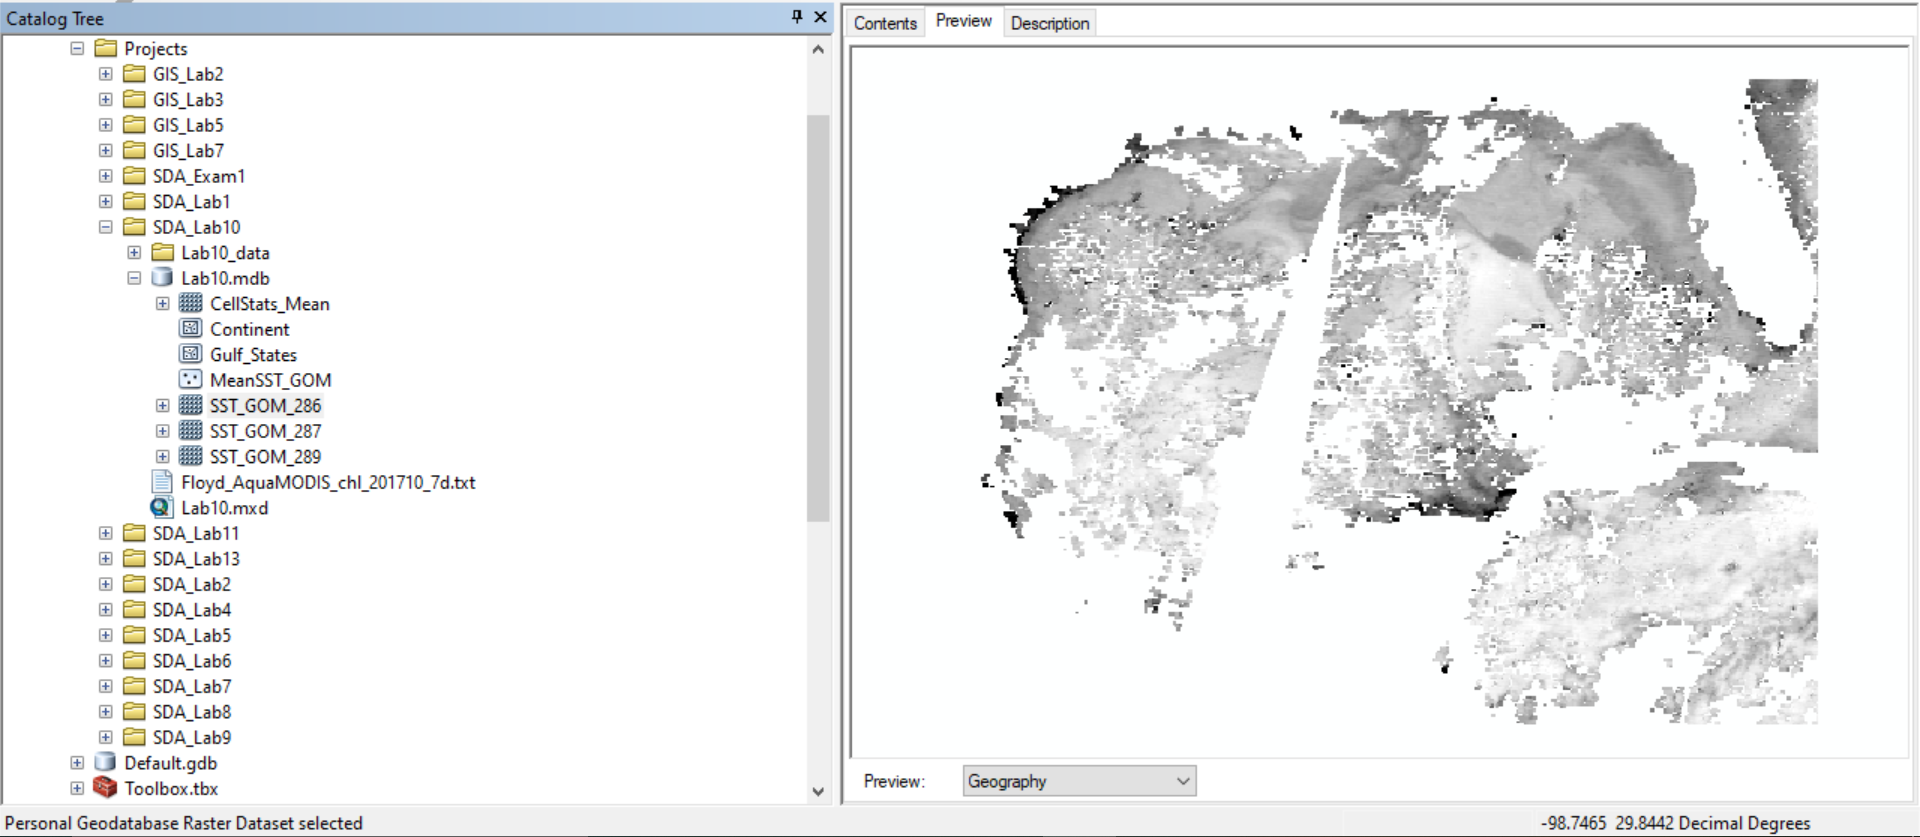 Catalog Tree
Projects
GIS_Lab2
GIS_Lab3
GIS_Lab5
GIS_Lab7
SDA_Exam1
SDA_Lab1
SDA_Lab10
Lab10_data
Lab10.mdb
CellStats_Mean
Continent
Gulf_States
MeanSST_GOM
SST_GOM_286
SST_GOM_287
SST_GOM_289
Floyd_AquaMODIS_chl_201710_7d.txt
Lab10.mxd
SDA_Lab11
SDA_Lab13
SDA_Lab2
SDA_Lab4
SDA_Lab5
SDA_Lab6
SDA_Lab7
SDA_Lab8
SDA_Lab9
Default.gdb
Toolbox.tbx
Contents Preview Description
Preview: Geography
Personal Geodatabase Raster Dataset selected
-98.7465 29.8442 Decimal Degrees